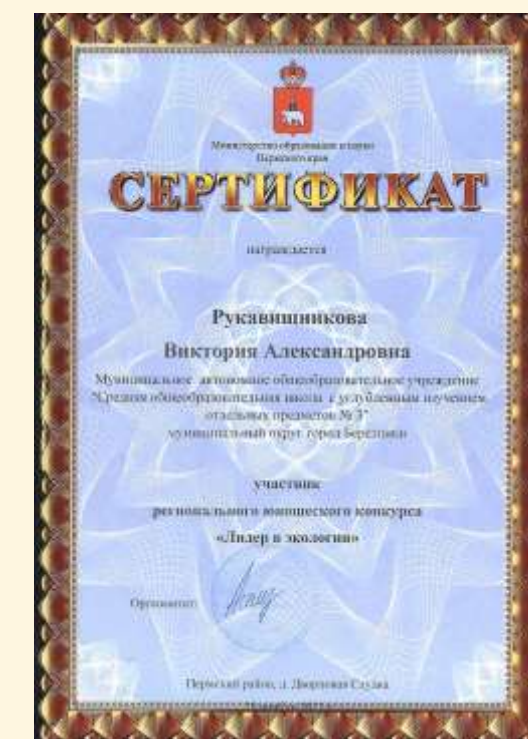 Министерство образования и науки
Пермского края
СЕРТИФИКАТ
награждается
Рукавишникова
Виктория Александровна
Муниципальное автономное общеобразовательное учреждение
"Средняя общеобразовательная школа с углубленным изучением
отдельных предметов № 3"
муниципальный округ город Березники
участник
регионального юношеского конкурса
«Лидер в экологии»
Оргкомитет:
Пермский район, д. Дворцовая Слудка